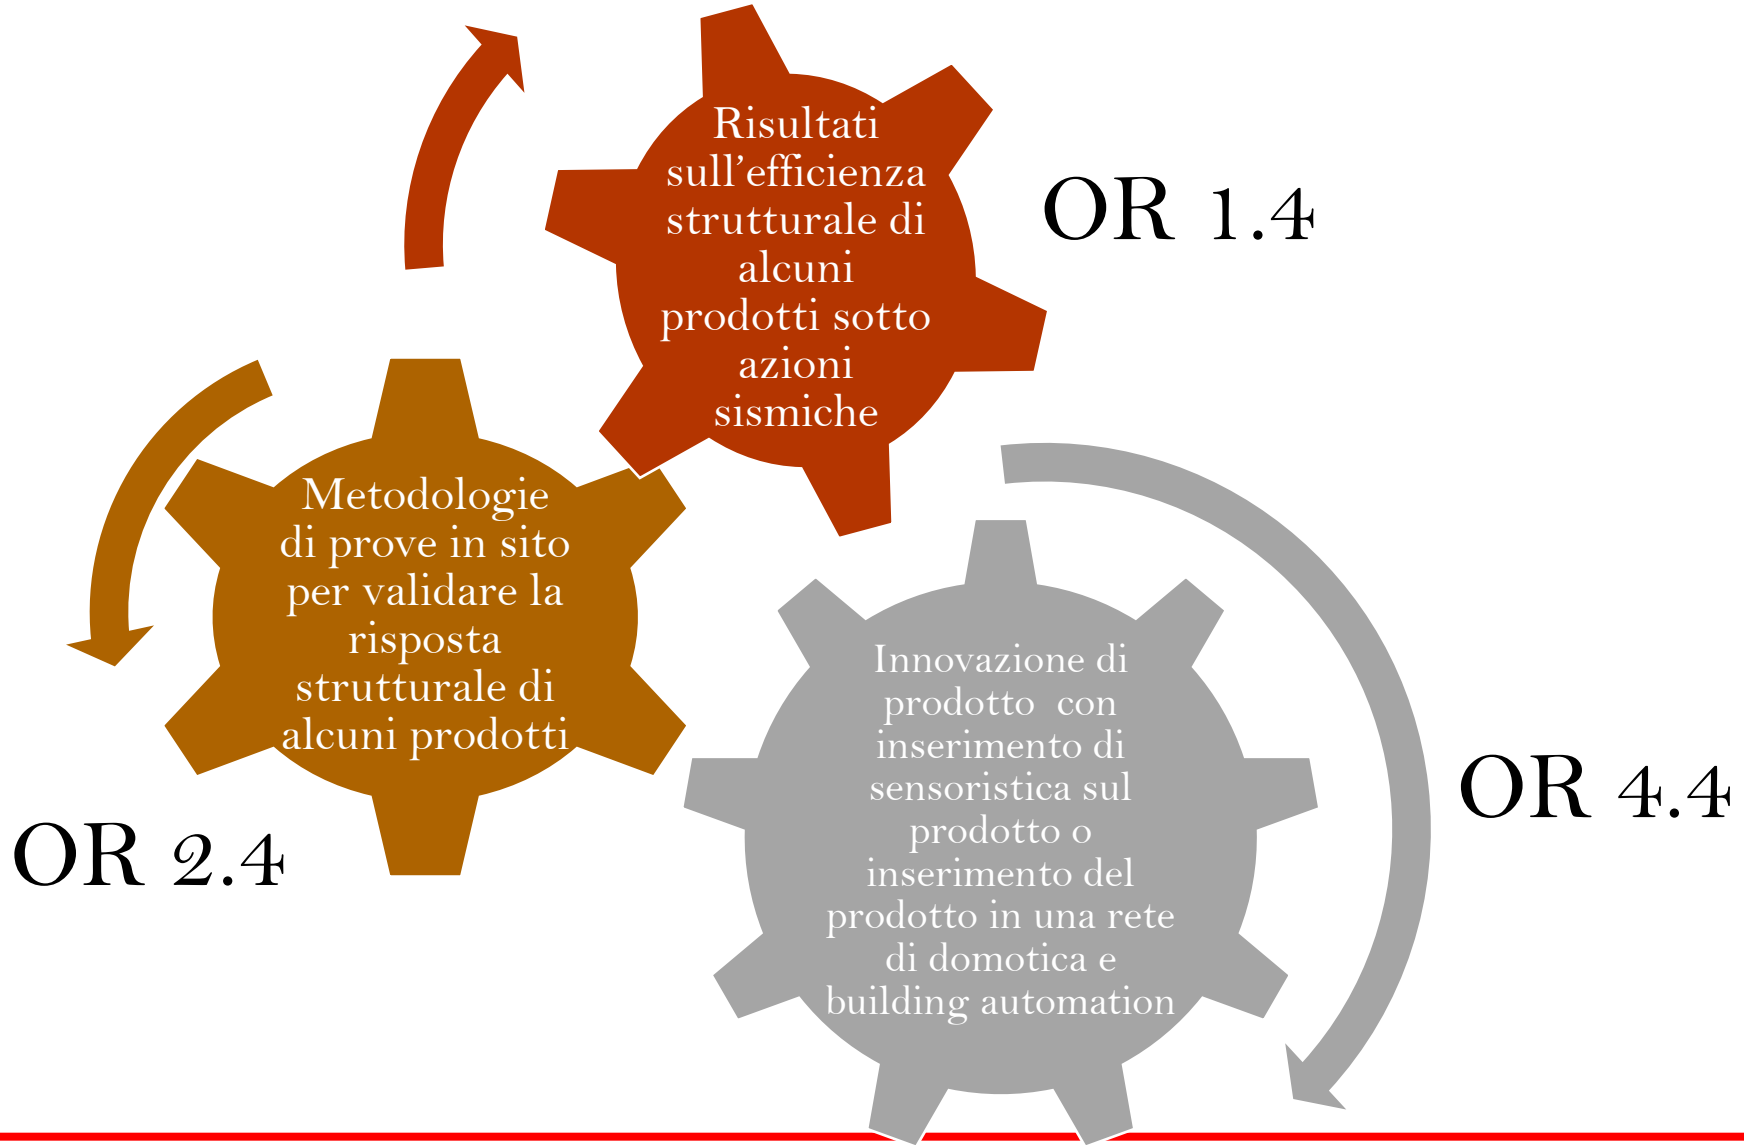 Risultati
sull’efficienza
strutturale di
alcuni
prodotti sotto
azioni
sismiche
OR 1.4
Metodologie
di prove in sito
per validare la
risposta
strutturale di
alcuni prodotti
OR 2.4
Innovazione di
prodotto  con
inserimento di
sensoristica sul
prodotto o
inserimento del
prodotto in una rete
di domotica e
building automation
OR 4.4